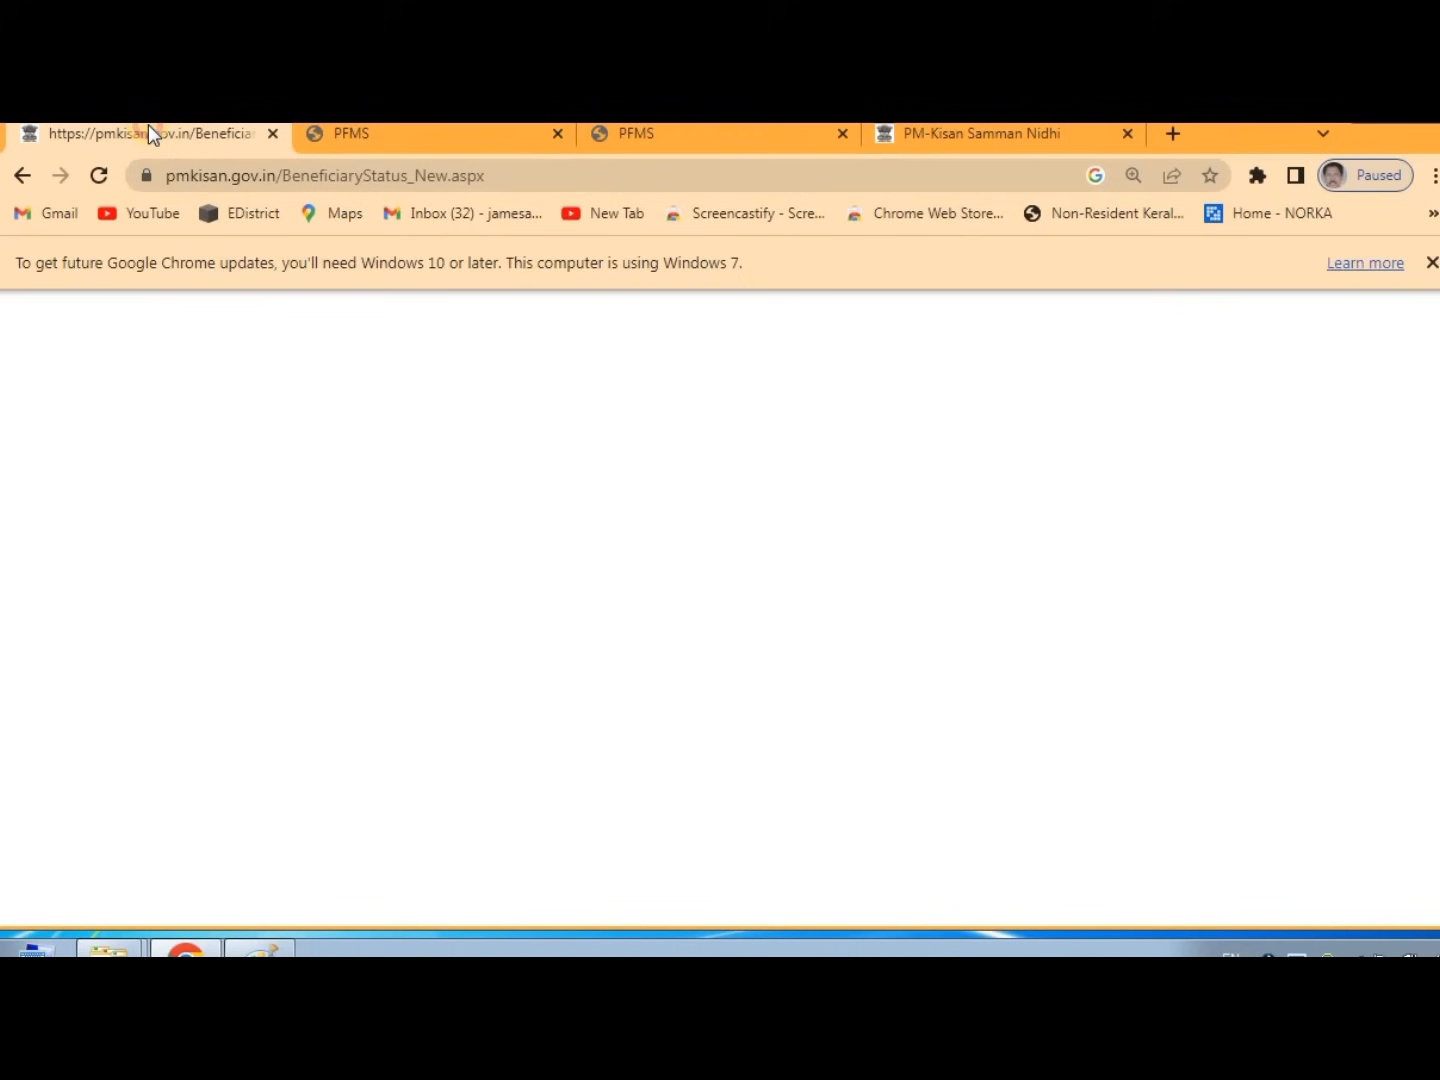 https://pmkisan.gov.in/Beneficiar PFMS PFMS PM-Kisan Samman Nidhi
pmkisan.gov.in/BeneficiaryStatus_New.aspx Paused
Gmail YouTube EDistrict Maps Inbox (32) - jamesa... New Tab Screencastify - Scre... Chrome Web Store... Non-Resident Keral... Home - NORKA »
To get future Google Chrome updates, you'll need Windows 10 or later. This computer is using Windows 7. Learn more